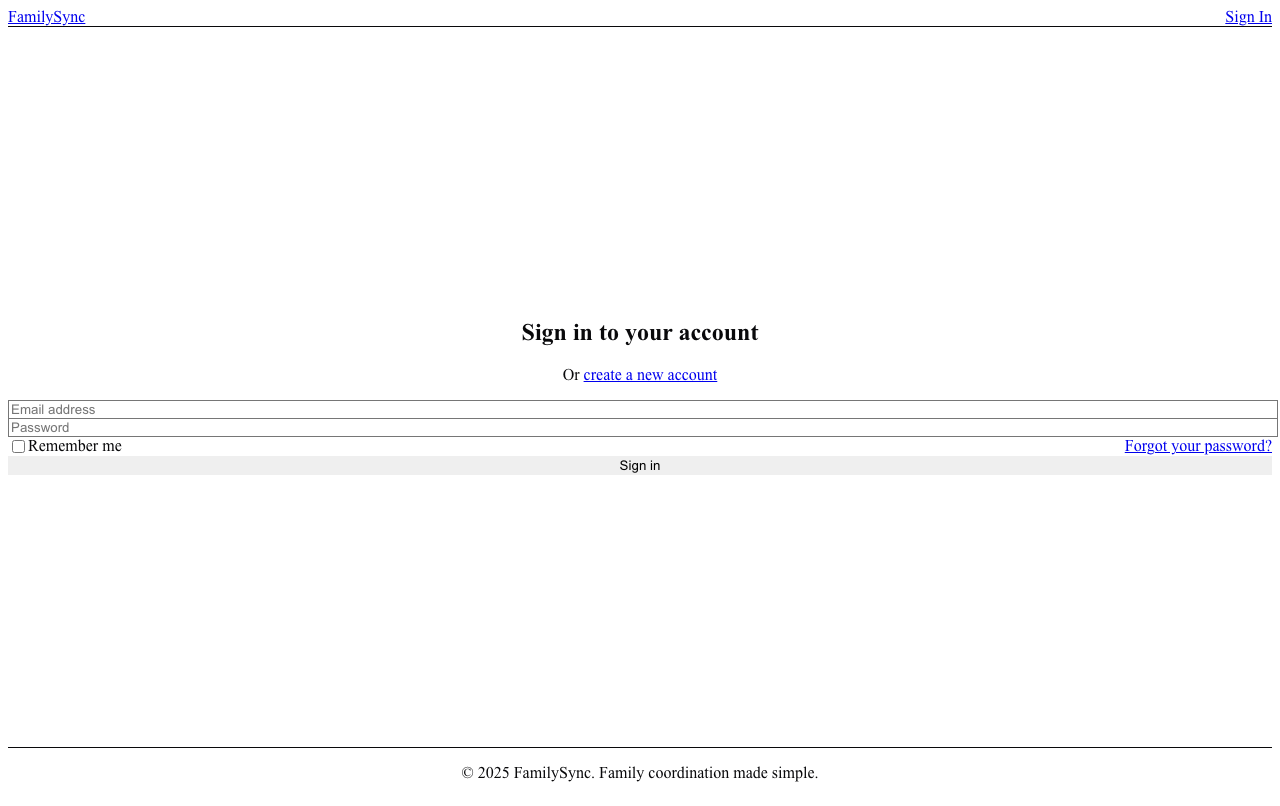 FamilySync
Sign In
Sign in to your account
Or create a new account
Email address
Password
Remember me
Forgot your password?
Sign in
© 2025 FamilySync. Family coordination made simple.